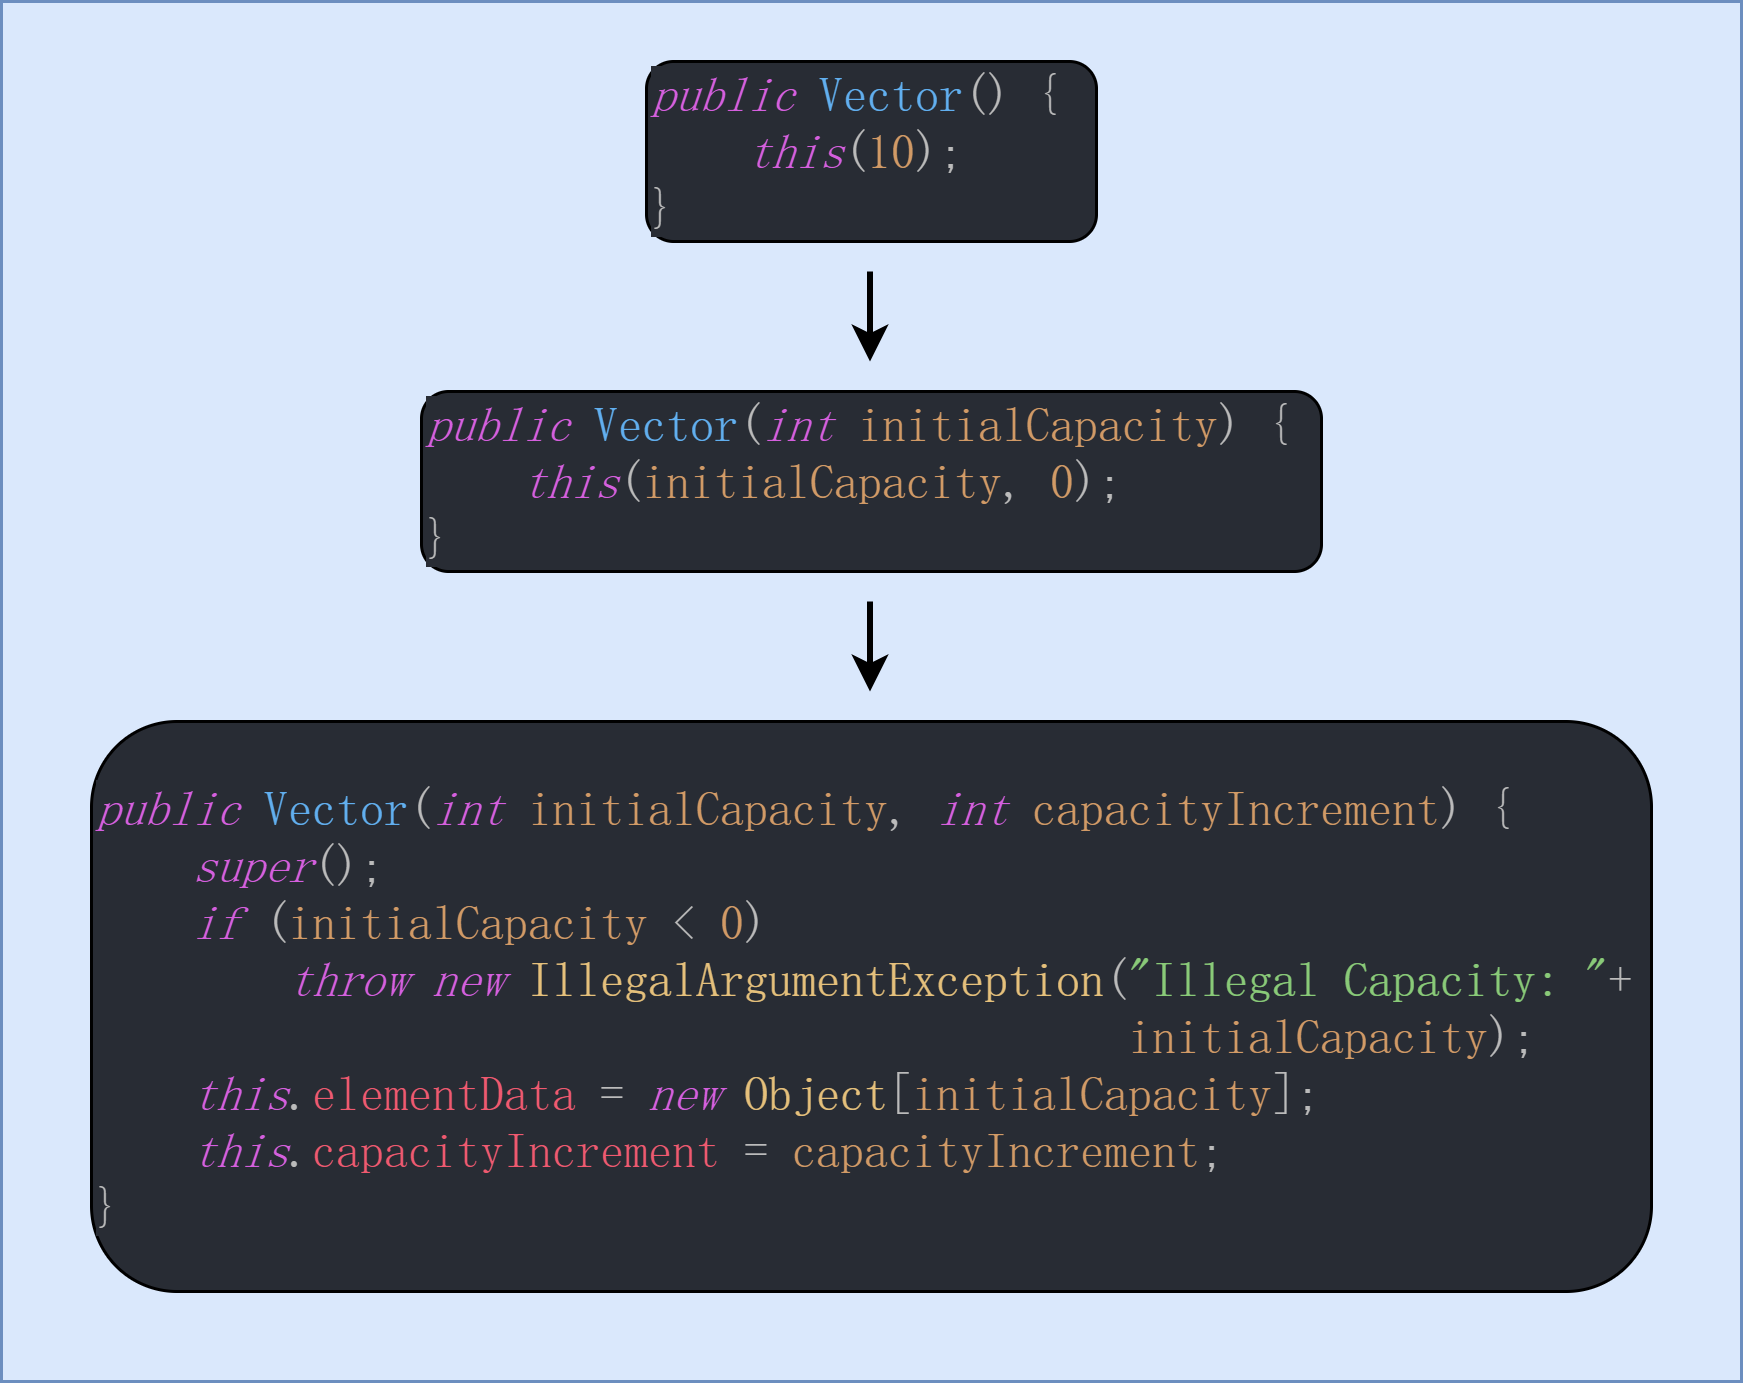 public Vector() {
    this(10);
}
public Vector(int initialCapacity) {
    this(initialCapacity, 0);
}
public Vector(int initialCapacity, int capacityIncrement) {
    super();
    if (initialCapacity < 0)
        throw new IllegalArgumentException("Illegal Capacity: "+
                                           initialCapacity);
    this.elementData = new Object[initialCapacity];
    this.capacityIncrement = capacityIncrement;
}